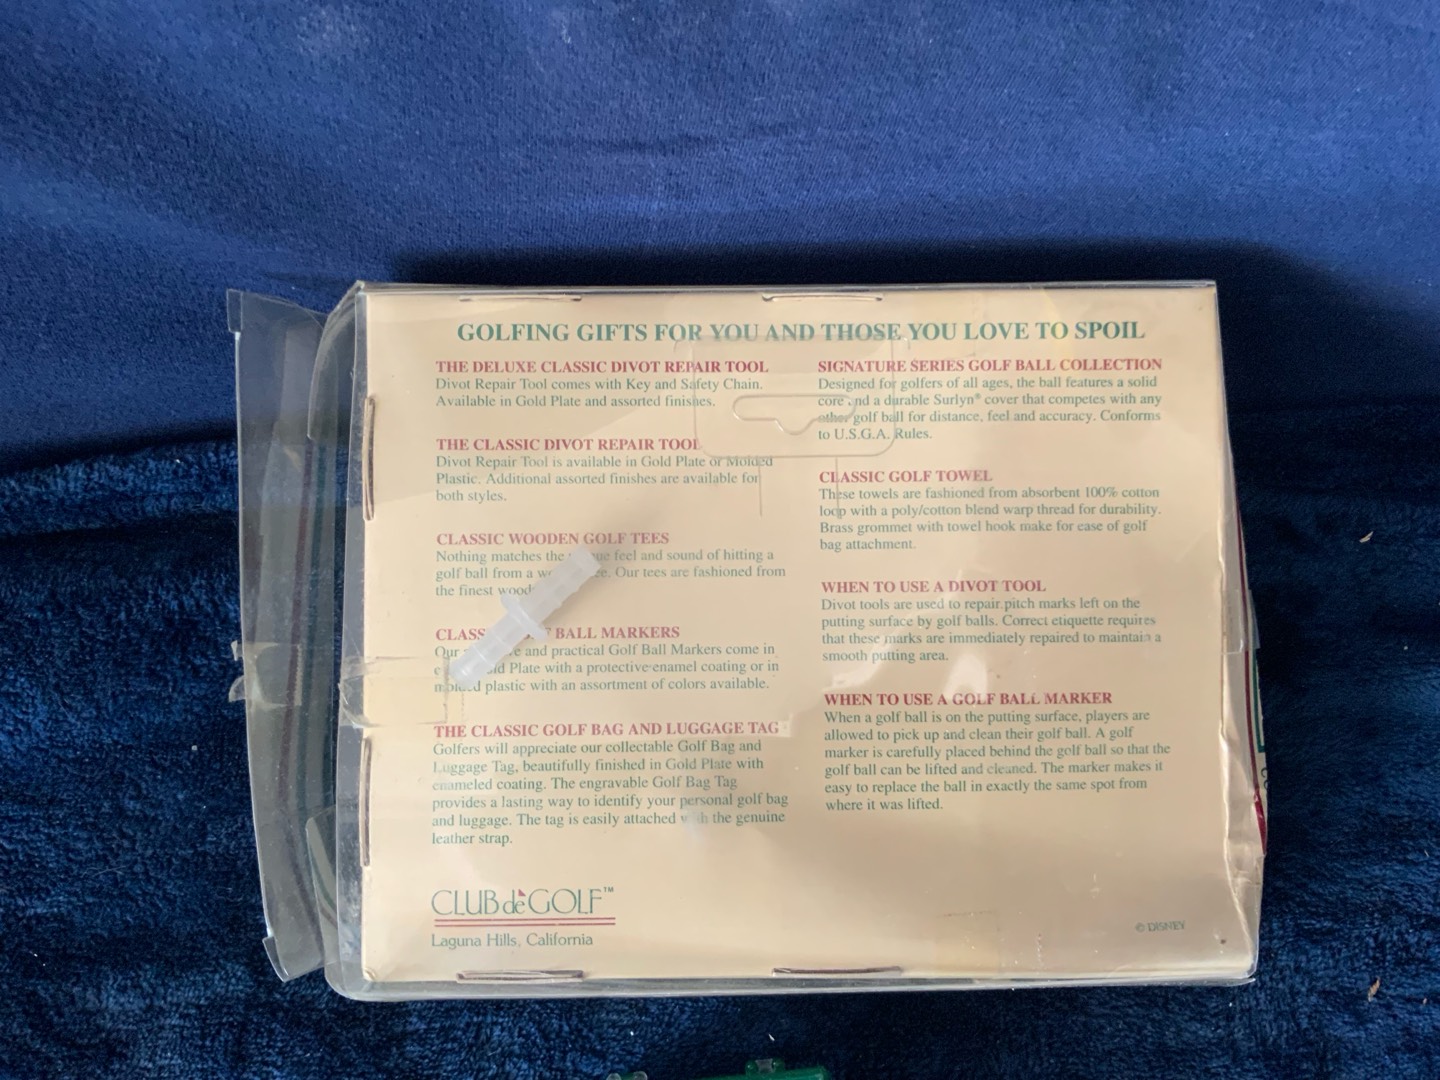 GOLFING GIFTS FOR YOU AND THOSE YOU LOVE TO SPOIL
THE DELUXE CLASSIC DIVOT REPAIR TOOL
Divot Repair Tool comes with Key and Safety Chain.
Available in Gold Plate and assorted finishes.
THE CLASSIC DIVOT REPAIR TOOL
Divot Repair Tool is available in Gold Plate or Molded
Plastic. Additional assorted finishes are available for
both styles.
CLASSIC WOODEN GOLF TEES
Nothing matches the feel and sound of hitting a
golf ball from a Our tees are fashioned from
the finest wood
BALL MARKERS
Our and practical Golf Ball Markers come in
Plate with a protective enamel coating or in
molded plastic with an assortment of colors available.
THE CLASSIC GOLF BAG AND LUGGAGE TAG
Golfers will appreciate our collectable Golf Bag and
Luggage Tag, beautifully finished in Gold Plate with
enameled coating. The engravable Golf Bag Tag
provides a lasting way to identify your personal golf bag
and luggage. The tag is easily attached with the genuine
leather strap.
CLUB de GOLF™
Laguna Hills, California
SIGNATURE SERIES GOLF BALL COLLECTION
Designed for golfers of all ages, the ball features a solid
core and a durable Surlyn® cover that competes with any
other golf ball for distance, feel and accuracy. Conforms
to U.S.G.A. Rules.
CLASSIC GOLF TOWEL
These towels are fashioned from absorbent 100% cotton
loop with a poly/cotton blend warp thread for durability.
Brass grommet with towel hook make for ease of golf
bag attachment.
WHEN TO USE A DIVOT TOOL
Divot tools are used to repair pitch marks left on the
putting surface by golf balls. Correct etiquette requires
that these marks are immediately repaired to maintain a
smooth putting area.
WHEN TO USE A GOLF BALL MARKER
When a golf ball is on the putting surface, players are
allowed to pick up and clean their golf ball. A golf
marker is carefully placed behind the golf ball so that the
golf ball can be lifted and cleaned. The marker makes it
easy to replace the ball in exactly the same spot from
where it was lifted.
© DISNEY